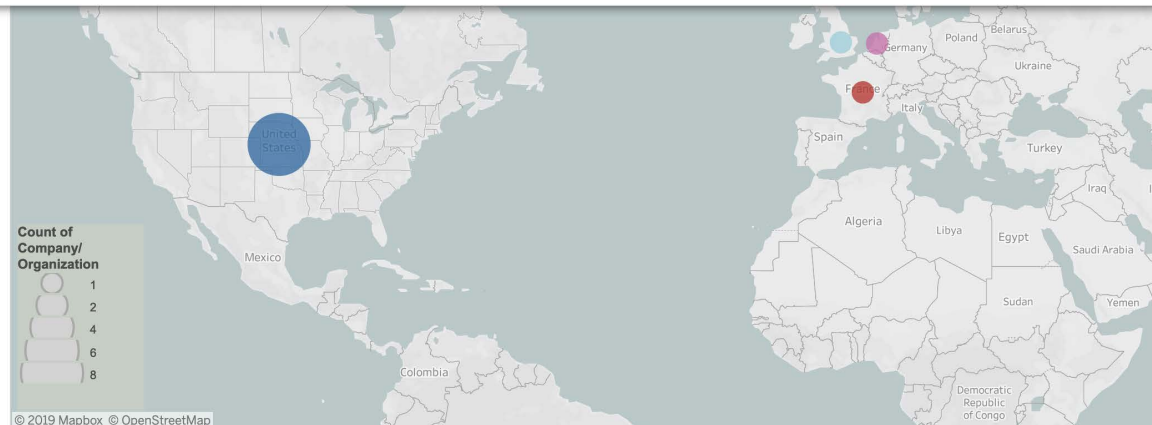 Belarus
Poland
Germany
Ukraine
France
Italy
United
States
Spain
Turkey
Iraq
Algeria
Libya
Egypt
Saudi Arabia
Count of
Company/
Organization
1
2
4
6
8
Mexico
Sudan
Yemen
Colombia
Democratic
Republic
of Congo
© 2019 Mapbox © OpenStreetMap